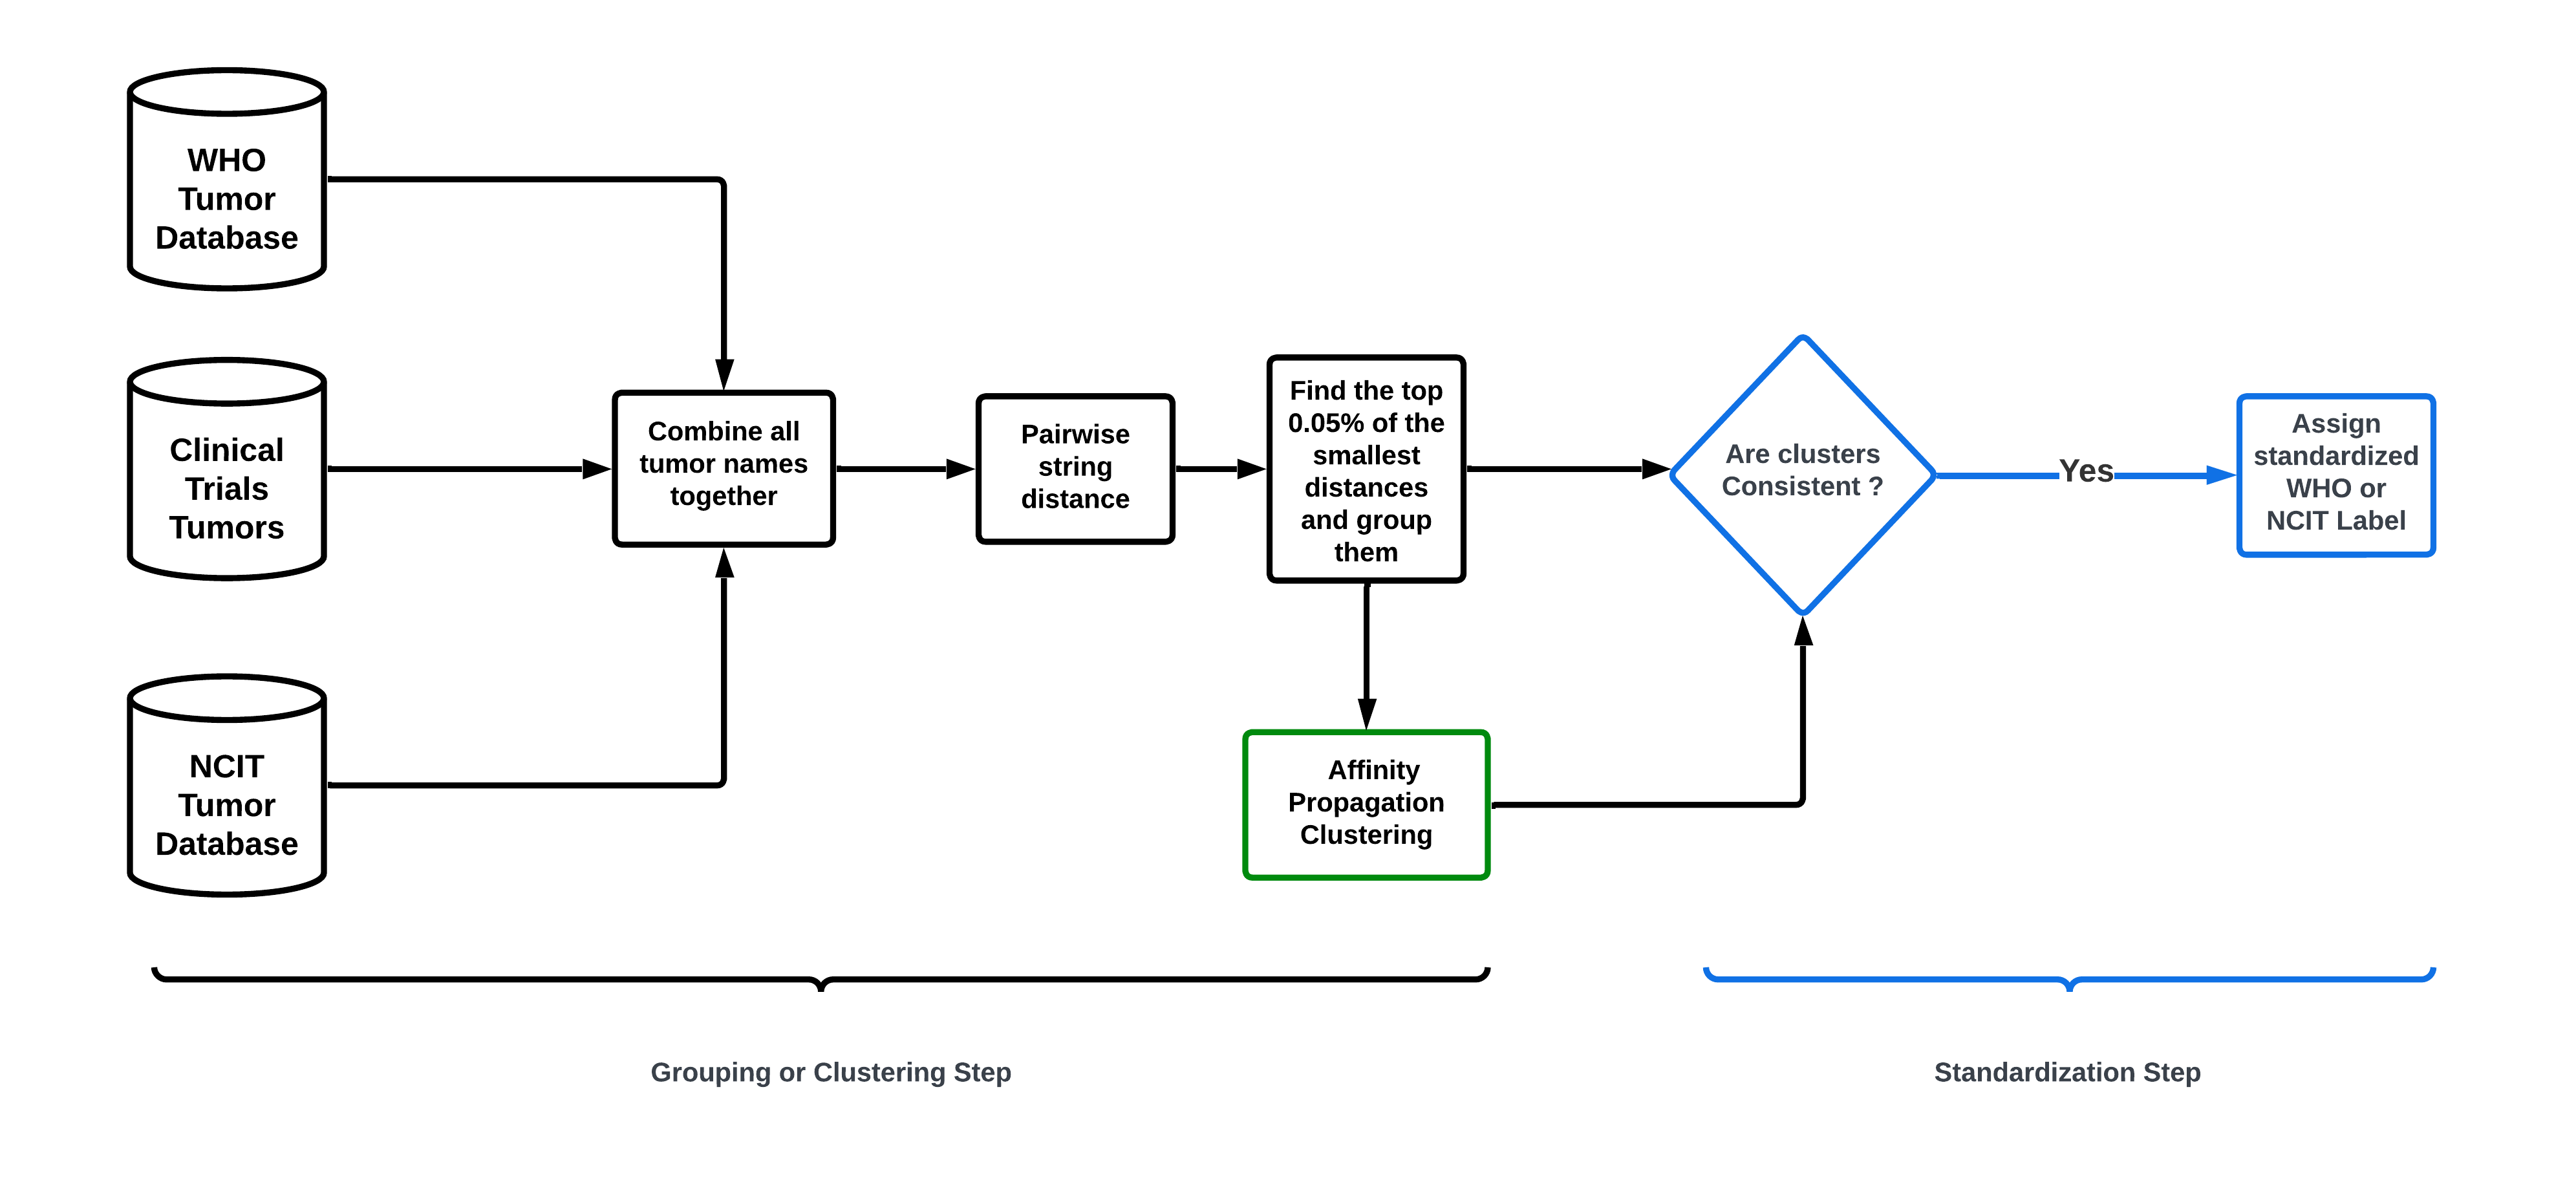 WHO
Tumor
Database
Clinical
Trials
Tumors
NCIT
Tumor
Database
Combine all
tumor names
together
Pairwise
string
distance
Find the top
0.05% of the
smallest
distances
and group
them
Affinity
Propagation
Clustering
Are clusters
Consistent ?
Yes
Assign
standardized
WHO or
NCIT Label
Grouping or Clustering Step
Standardization Step